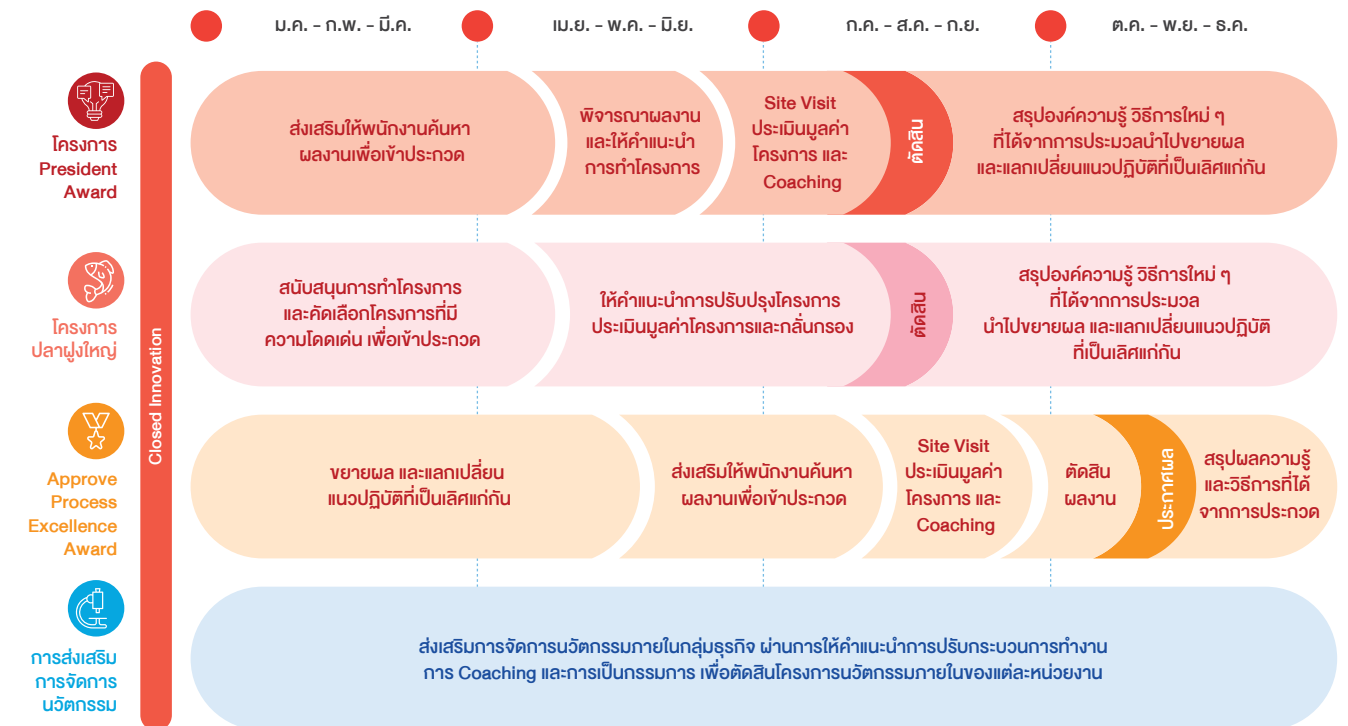 ม.ค. - ก.พ. - มี.ค.
เม.ย. - พ.ค. - มิ.ย.
ก.ค. - ส.ค. - ก.ย.
ต.ค. - พ.ย. - ธ.ค.
Closed Innovation
โครงการ
President
Award
ส่งเสริมให้พนักงานค้นหา
ผลงานเพื่อเข้าประกวด
พิจารณาผลงาน
และให้คำแนะนำ
การทำโครงการ
Site Visit
ประเมินมูลค่า
โครงการ และ
Coaching
ตัดสิน
สรุปองค์ความรู้ วิธีการใหม่ ๆ
ที่ได้จากการประมวลนำไปขยายผล
และแลกเปลี่ยนแนวปฏิบัติที่เป็นเลิศแก่กัน
โครงการ
ปลาฝูงใหญ่
สนับสนุนการทำโครงการ
และคัดเลือกโครงการที่มี
ความโดดเด่น เพื่อเข้าประกวด
ให้คำแนะนำการปรับปรุงโครงการ
ประเมินมูลค่าโครงการและกลั่นกรอง
ตัดสิน
สรุปองค์ความรู้ วิธีการใหม่ ๆ
ที่ได้จากการประมวล
นำไปขยายผล และแลกเปลี่ยนแนวปฏิบัติ
ที่เป็นเลิศแก่กัน
Approve
Process
Excellence
Award
ขยายผล และแลกเปลี่ยน
แนวปฏิบัติที่เป็นเลิศแก่กัน
ส่งเสริมให้พนักงานค้นหา
ผลงานเพื่อเข้าประกวด
Site Visit
ประเมินมูลค่า
โครงการ และ
Coaching
ตัดสิน
ผลงาน
ประกาศผล
สรุปผลความรู้
และวิธีการที่ได้
จากการประกวด
การส่งเสริม
การจัดการ
นวัตกรรม
ส่งเสริมการจัดการนวัตกรรมภายในกลุ่มธุรกิจ ผ่านการให้คำแนะนำการปรับกระบวนการทำงาน
การ Coaching และการเป็นกรรมการ เพื่อตัดสินโครงการนวัตกรรมภายในของแต่ละหน่วยงาน